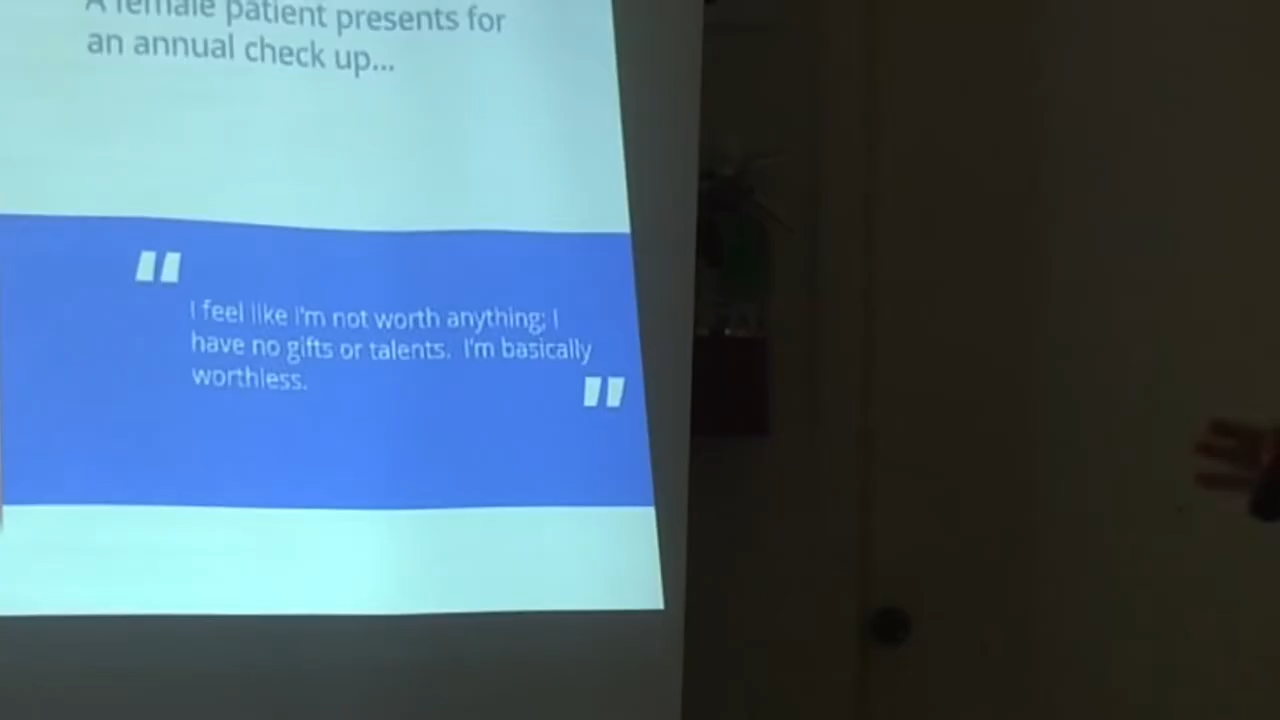 A female patient presents for
an annual check up...
"
I feel like I'm not worth anything; I
have no gifts or talents. I'm basically
worthless.
"